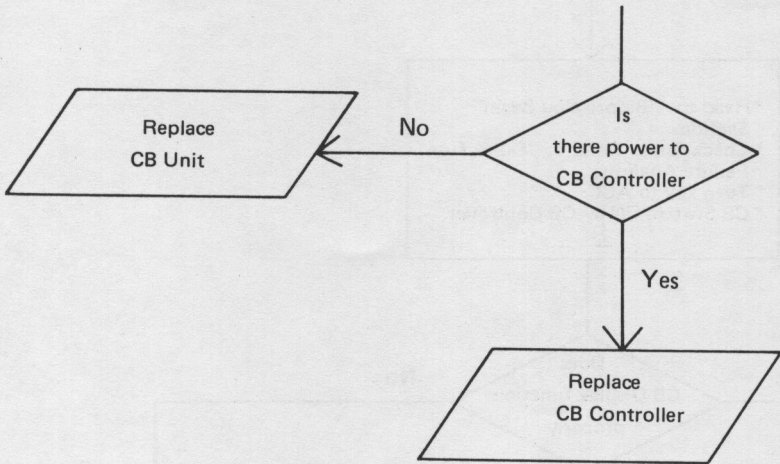 Is
there power to
CB Controller
No
Replace
CB Unit
Yes
Replace
CB Controller